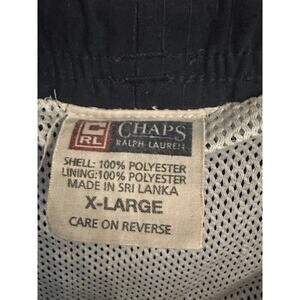 C RL CHAPS
RALPH LAUREN
SHELL: 100% POLYESTER
LINING:100% POLYESTER
MADE IN SRI LANKA
X-LARGE
CARE ON REVERSE